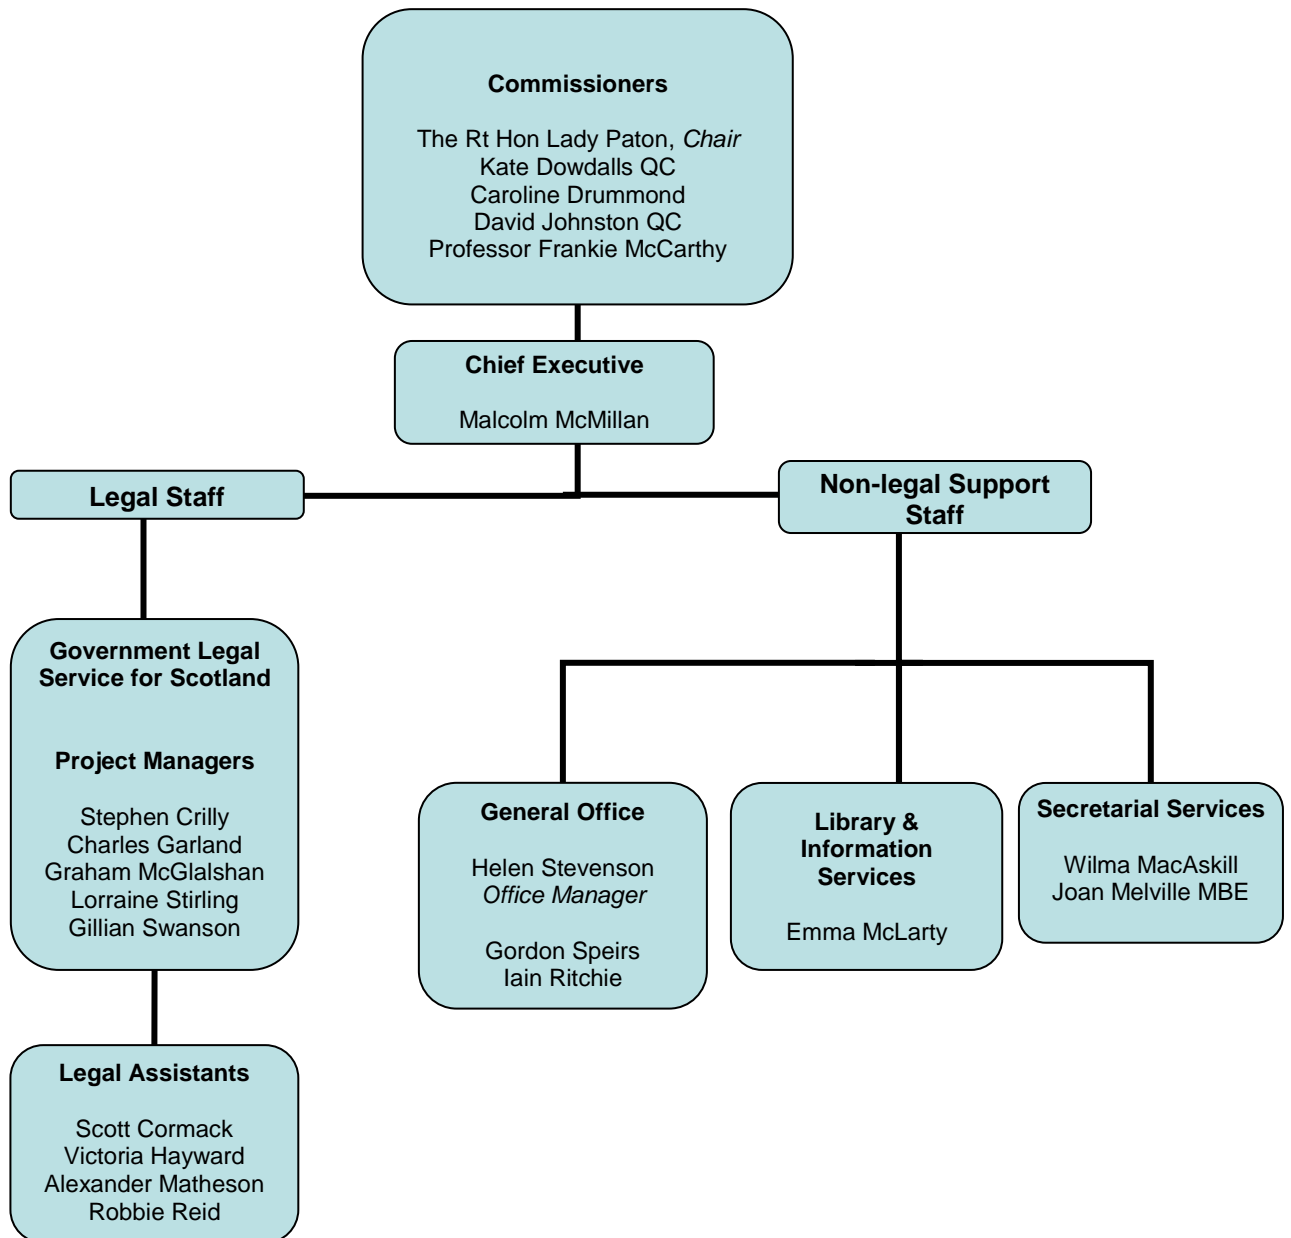 Commissioners
The Rt Hon Lady Paton, Chair
Kate Dowdalls QC
Caroline Drummond
David Johnston QC
Professor Frankie McCarthy
Chief Executive
Malcolm McMillan
Legal Staff
Non-legal Support
Staff
Government Legal
Service for Scotland
Project Managers
Stephen Crilly
Charles Garland
Graham McGlalshan
Lorraine Stirling
Gillian Swanson
General Office
Helen Stevenson
Office Manager
Gordon Speirs
Iain Ritchie
Library &
Information
Services
Emma McLarty
Secretarial Services
Wilma MacAskill
Joan Melville MBE
Legal Assistants
Scott Cormack
Victoria Hayward
Alexander Matheson
Robbie Reid